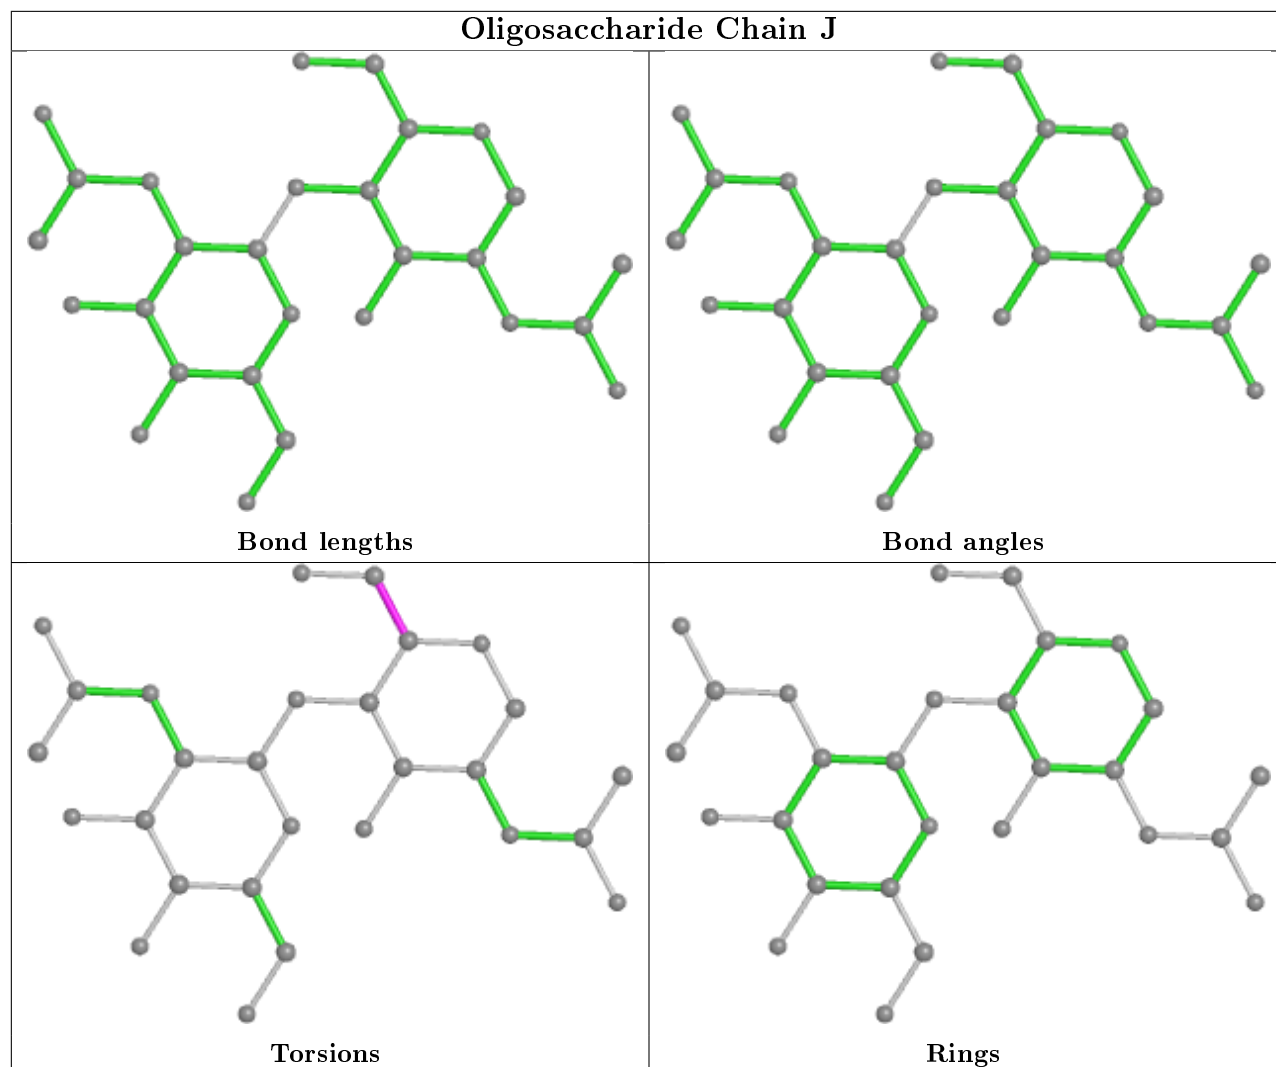 Oligosaccharide Chain J
Bond lengths
Bond angles
Torsions
Rings